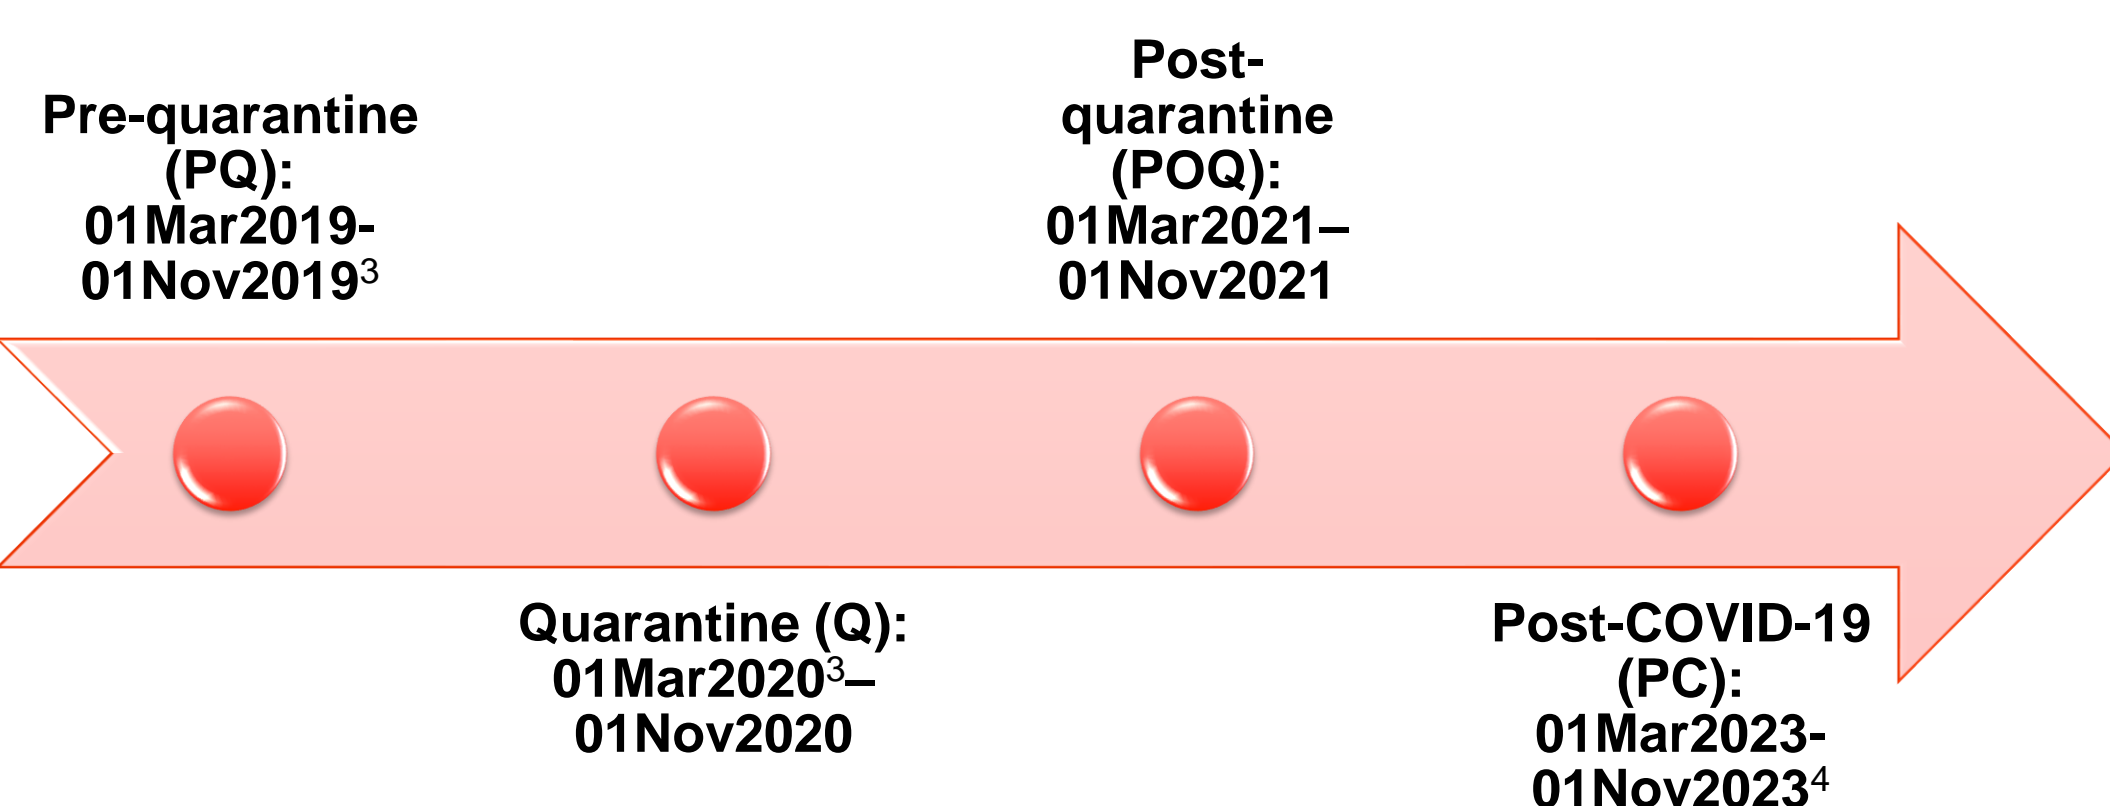 Pre-quarantine
(PQ):
01Mar2019-
01Nov2019³
Quarantine (Q):
01Mar2020³–
01Nov2020
Post-
quarantine
(POQ):
01Mar2021–
01Nov2021
Post-COVID-19
(PC):
01Mar2023-
01Nov2023⁴